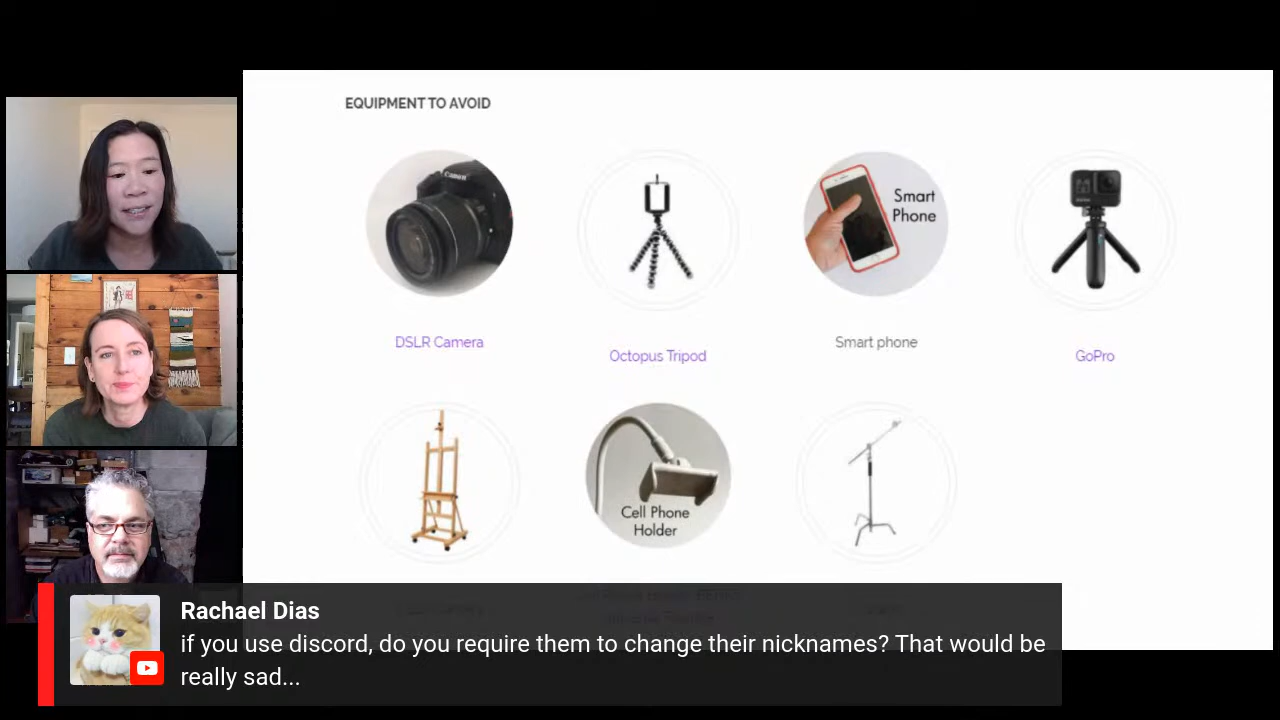 EQUIPMENT TO AVOID
Canon
Smart
Phone
DSLR Camera
Octopus Tripod
Smart phone
GoPro
Cell Phone
Holder
Rachael Dias
if you use discord, do you require them to change their nicknames? That would be
really sad...